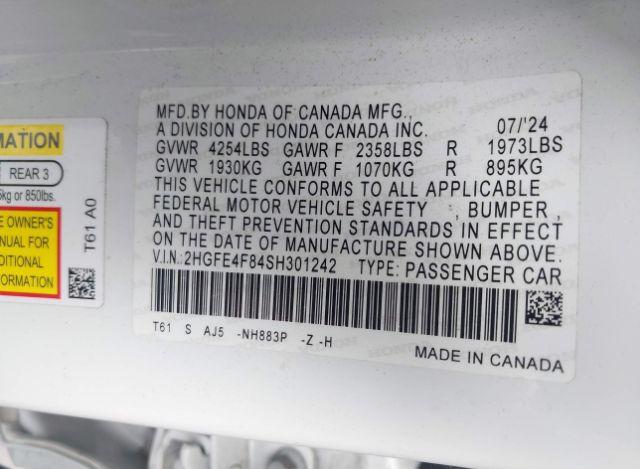 MATION
REAR 3
5kg or 850lbs.
E OWNER'S
NUAL FOR
DITIONAL
FORMATION
T61 A0
MFD.BY HONDA OF CANADA MFG.,
A DIVISION OF HONDA CANADA INC. 07/'24
GVWR 4254LBS GAWR F 2358LBS R 1973LBS
GVWR 1930KG GAWR F 1070KG R 895KG
THIS VEHICLE CONFORMS TO ALL APPLICABLE
FEDERAL MOTOR VEHICLE SAFETY , BUMPER,
AND THEFT PREVENTION STANDARDS IN EFFECT
ON THE DATE OF MANUFACTURE SHOWN ABOVE.
V.I.N.:2HGFE4F84SH301242 TYPE: PASSENGER CAR
T61 S AJ5 -NH883P -Z -H
MADE IN CANADA